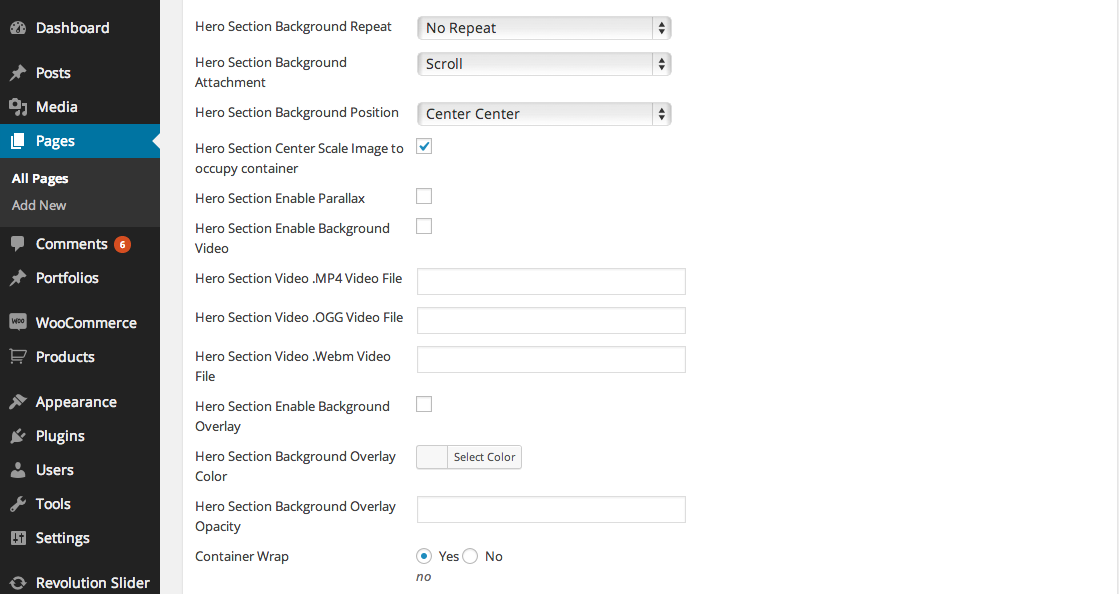 Dashboard
Posts
Media
Pages
All Pages
Add New
Comments 6
Portfolios
WOO WooCommerce
Products
Appearance
Plugins
Users
Tools
Settings
Revolution Slider
Hero Section Background Repeat
No Repeat
Hero Section Background
Attachment
Scroll
Hero Section Background Position
Center Center
Hero Section Center Scale Image to
occupy container
Hero Section Enable Parallax
Hero Section Enable Background
Video
Hero Section Video .MP4 Video File
Hero Section Video .OGG Video File
Hero Section Video .Webm Video
File
Hero Section Enable Background
Overlay
Hero Section Background Overlay
Color
Select Color
Hero Section Background Overlay
Opacity
Container Wrap
Yes No
no